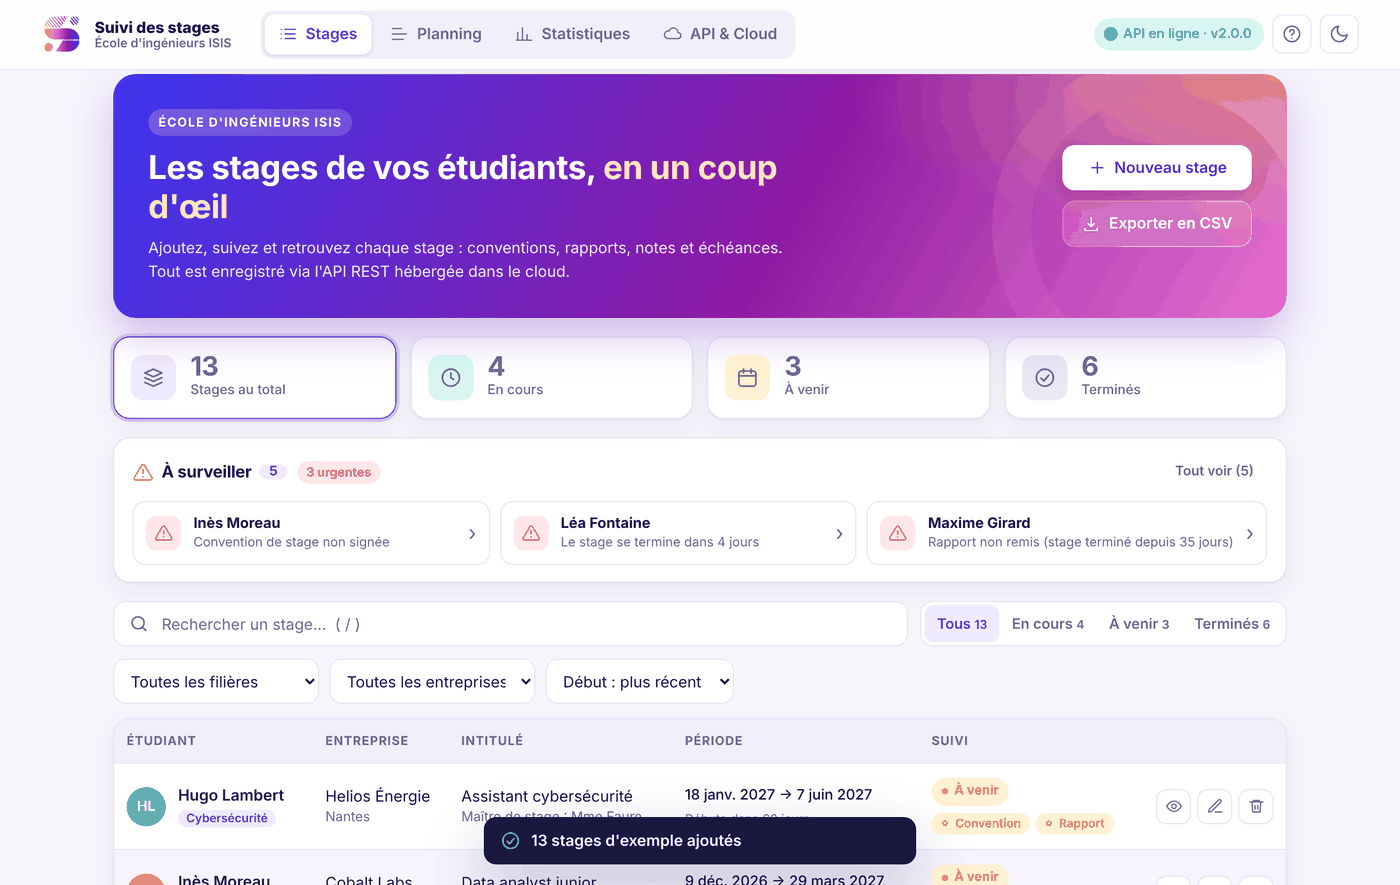 Suivi des stages
École d'ingénieurs ISIS
Stages
Planning
Statistiques
API & Cloud
API en ligne · v2.0.0
ÉCOLE D'INGÉNIEURS ISIS
Les stages de vos étudiants, en un coup
d'œil
Ajoutez, suivez et retrouvez chaque stage : conventions, rapports, notes et échéances.
Tout est enregistré via l'API REST hébergée dans le cloud.
Nouveau stage
Exporter en CSV
13
Stages au total
4
En cours
3
À venir
6
Terminés
À surveiller 5 3 urgentes
Tout voir (5)
Inès Moreau
Convention de stage non signée
Léa Fontaine
Le stage se termine dans 4 jours
Maxime Girard
Rapport non remis (stage terminé depuis 35 jours)
Rechercher un stage... ( / )
Tous 13
En cours 4
À venir 3
Terminés 6
Toutes les filières
Toutes les entreprises
Début : plus récent
ÉTUDIANT ENTREPRISE INTITULÉ PÉRIODE SUIVI
HL
Hugo Lambert
Cybersécurité
Helios Énergie
Nantes
Assistant cybersécurité
Maître de stage : Mme Faure
18 janv. 2027 → 7 juin 2027
À venir
Convention
Rapport
13 stages d'exemple ajoutés
Inès Moreau
Cobalt Labs
Data analyst junior
9 déc. 2026 → 29 mars 2027
À venir